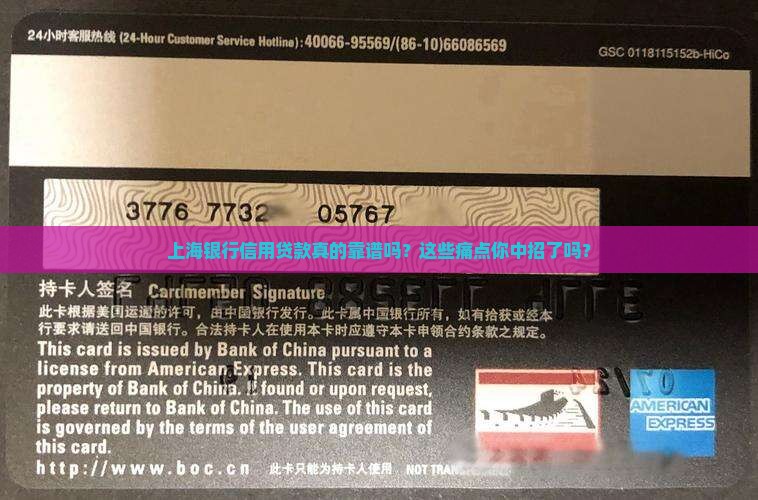 24小时客服热线 (24-Hour Customer Service Hotline):40066-95569/(86-10)66086569
GSC 0118115152b-HiCo
3776 7732 05767
上海银行信用贷款真的靠谱吗？这些痛点你中招了吗？
持卡人签名 Cardmember Signature
此卡根据美国运通的许可，由中国银行发行。此卡属中国银行所有，如有拾获或经本
行要求请送回中国银行。合法持卡人在使用本卡时应遵守本卡申领合约条款之规定。
This card is issued by Bank of China pursuant to a
license from American Express. This card is the
property of Bank of China. If found or upon request,
please return to Bank of China. The use of this card
is governed by the terms of the user agreement of
this card.
http://www.boc.cn 此卡只能为持卡人使用 NOT
AMERICAN
EXPRESS